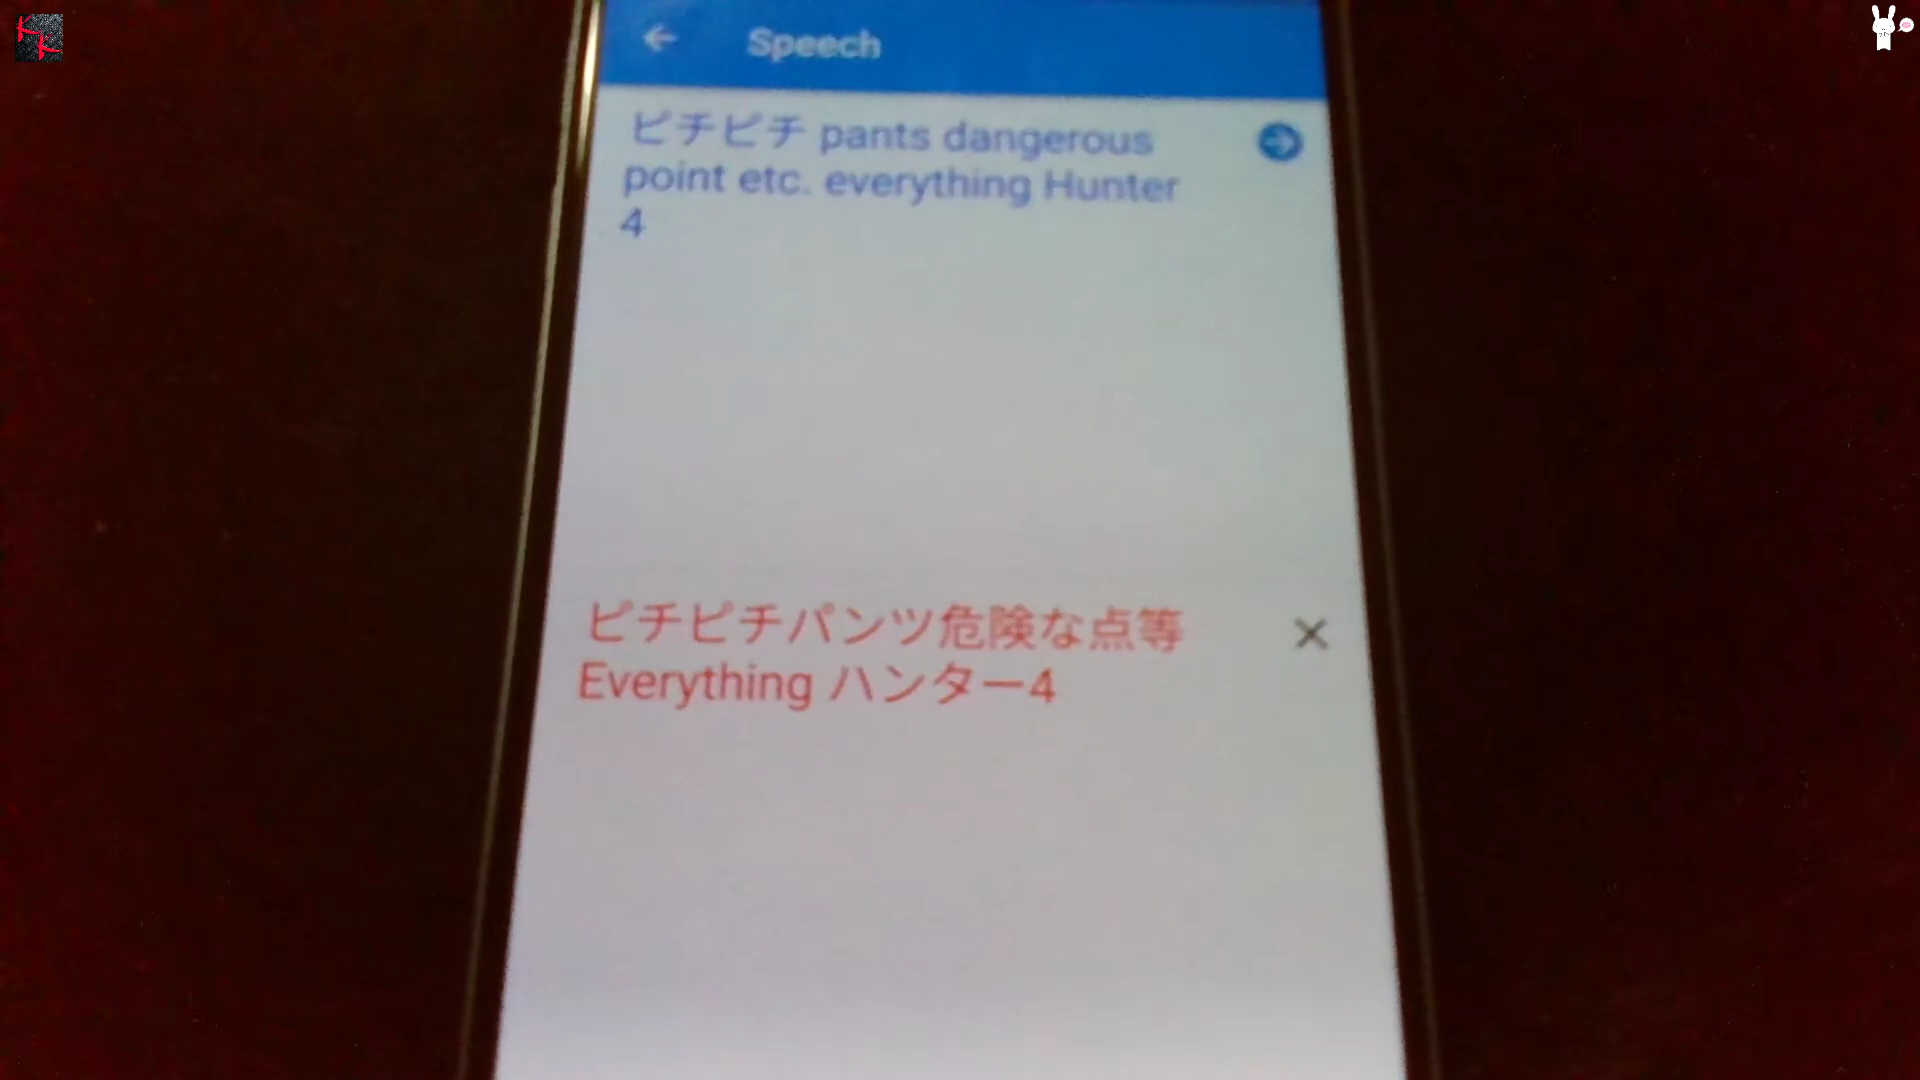 Speech
ピチピチ pants dangerous
point etc. everything Hunter
4
ピチピチパンツ危険な点等
Everything ハンター4